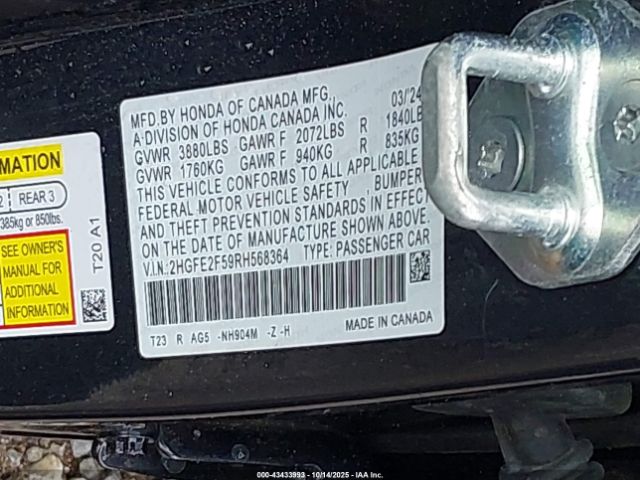 MFD.BY HONDA OF CANADA MFG., 03/24
A DIVISION OF HONDA CANADA INC.
GVWR 3880LBS GAWR F 2072LBS R 1840LB
GVWR 1760KG GAWR F 940KG R 835KG
THIS VEHICLE CONFORMS TO ALL APPLICABLE
FEDERAL MOTOR VEHICLE SAFETY, BUMPER,
AND THEFT PREVENTION STANDARDS IN EFFECT
ON THE DATE OF MANUFACTURE SHOWN ABOVE.
V.I.N.:2HGFE2F59RH568364 TYPE: PASSENGER CAR
T23 R AG5 -NH904M -Z -H
MADE IN CANADA
2 REAR 3
385kg or 850lbs.
SEE OWNER'S
MANUAL FOR
ADDITIONAL
INFORMATION
T20 A1
000-43433993 - 10/14/2025 - IAA Inc.